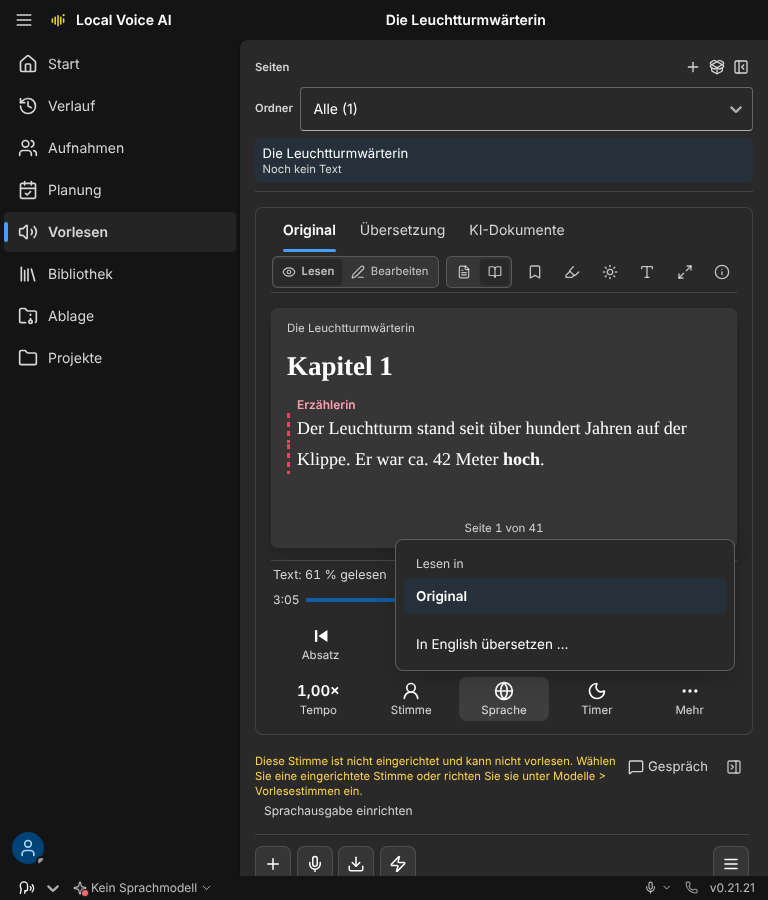 Local Voice AI
Die Leuchtturmwärterin
Start
Verlauf
Aufnahmen
Planung
Vorlesen
Bibliothek
Ablage
Projekte
Seiten
Ordner
Alle (1)
Die Leuchtturmwärterin
Noch kein Text
Original
Übersetzung
KI-Dokumente
Lesen
Bearbeiten
Die Leuchtturmwärterin
Kapitel 1
Erzählerin
Der Leuchtturm stand seit über hundert Jahren auf der
Klippe. Er war ca. 42 Meter hoch.
Seite 1 von 41
Text: 61 % gelesen
3:05
Lesen in
Original
In English übersetzen ...
Absatz
1,00×
Tempo
Stimme
Sprache
Timer
Mehr
Diese Stimme ist nicht eingerichtet und kann nicht vorlesen. Wählen
Sie eine eingerichtete Stimme oder richten Sie sie unter Modelle >
Vorlesestimmen ein.
Gespräch
Sprachausgabe einrichten
Kein Sprachmodell
v0.21.21